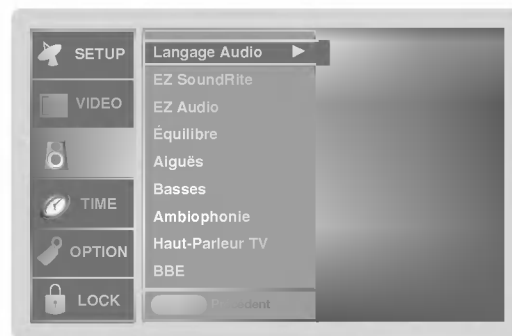 SETUP
VIDEO
TIME
OPTION
LOCK
Langage Audio
EZ SoundRite
EZ Audio
Équilibre
Aiguës
Basses
Ambiophonie
Haut-Parleur TV
BBE
Précédent